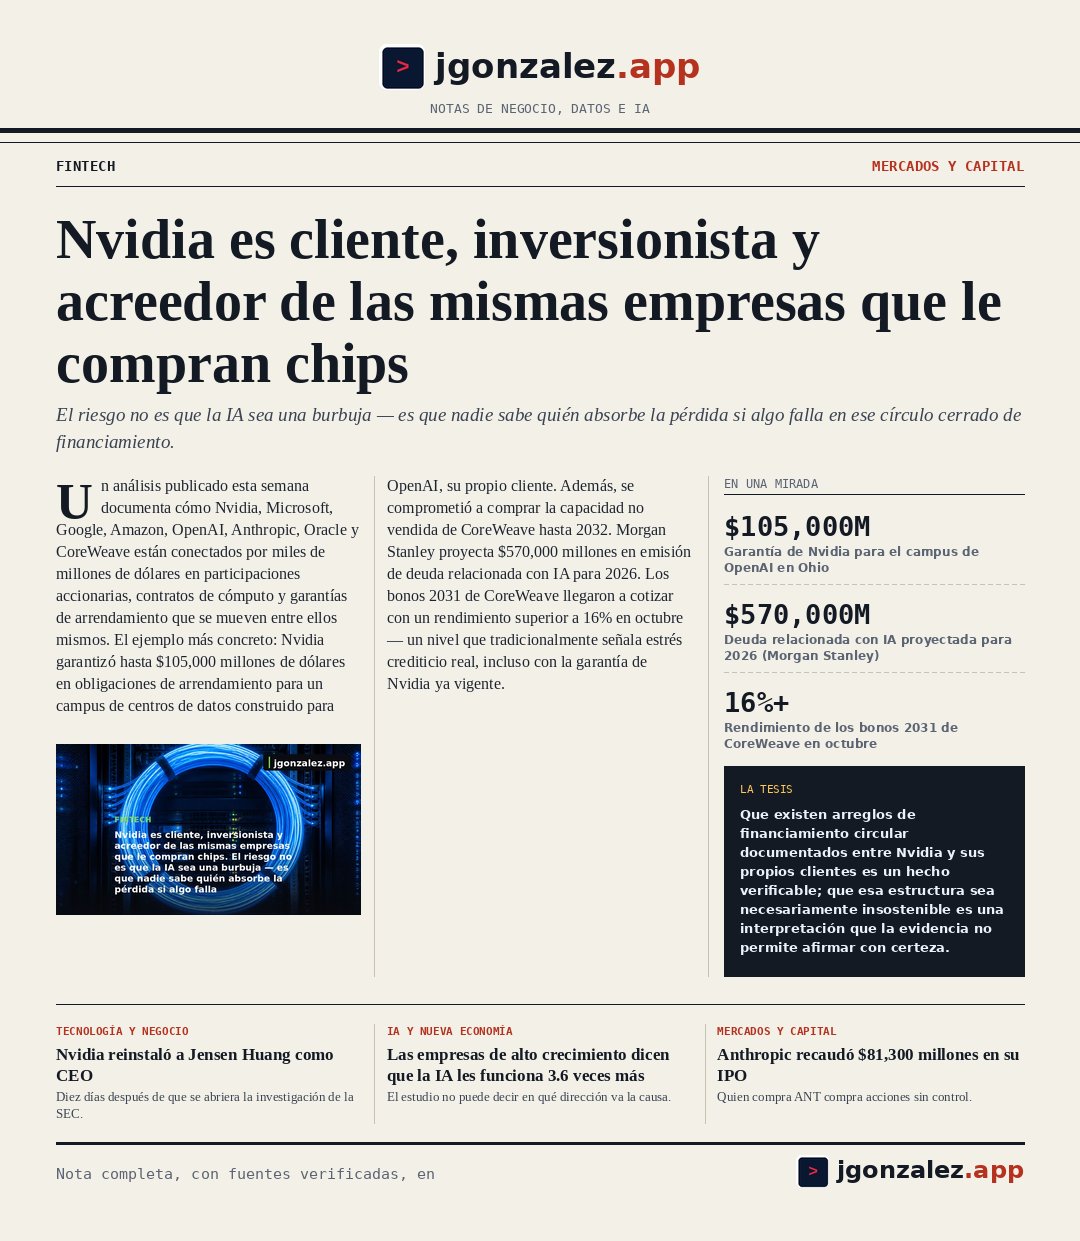 > jgonzalez.app
NOTAS DE NEGOCIO, DATOS E IA
FINTECH
MERCADOS Y CAPITAL
Nvidia es cliente, inversionista y
acreedor de las mismas empresas que le
compran chips
El riesgo no es que la IA sea una burbuja — es que nadie sabe quién absorbe la pérdida si algo falla en ese círculo cerrado de
financiamiento.
Un análisis publicado esta semana
documenta cómo Nvidia, Microsoft,
Google, Amazon, OpenAI, Anthropic, Oracle y
CoreWeave están conectados por miles de
millones de dólares en participaciones
accionarias, contratos de cómputo y garantías
de arrendamiento que se mueven entre ellos
mismos. El ejemplo más concreto: Nvidia
garantizó hasta $105,000 millones de dólares
en obligaciones de arrendamiento para un
campus de centros de datos construido para
OpenAI, su propio cliente. Además, se
comprometió a comprar la capacidad no
vendida de CoreWeave hasta 2032. Morgan
Stanley proyecta $570,000 millones en emisión
de deuda relacionada con IA para 2026. Los
bonos 2031 de CoreWeave llegaron a cotizar
con un rendimiento superior a 16% en octubre
— un nivel que tradicionalmente señala estrés
crediticio real, incluso con la garantía de
Nvidia ya vigente.
jgonzalez.app
FINTECH
Nvidia es cliente, inversionista y
acreedor de las mismas empresas
que le compran chips. El riesgo no
es que la IA sea una burbuja — es
que nadie sabe quién absorbe la
pérdida si algo falla
EN UNA MIRADA
$105,000M
Garantía de Nvidia para el campus de
OpenAI en Ohio
$570,000M
Deuda relacionada con IA proyectada para
2026 (Morgan Stanley)
16%+
Rendimiento de los bonos 2031 de
CoreWeave en octubre
LA TESIS
Que existen arreglos de
financiamiento circular
documentados entre Nvidia y sus
propios clientes es un hecho
verificable; que esa estructura sea
necesariamente insostenible es una
interpretación que la evidencia no
permite afirmar con certeza.
TECNOLOGÍA Y NEGOCIO
Nvidia reinstaló a Jensen Huang como
CEO
Diez días después de que se abriera la investigación de la
SEC.
IA Y NUEVA ECONOMÍA
Las empresas de alto crecimiento dicen
que la IA les funciona 3.6 veces más
El estudio no puede decir en qué dirección va la causa.
MERCADOS Y CAPITAL
Anthropic recaudó $81,300 millones en su
IPO
Quien compra ANT compra acciones sin control.
Nota completa, con fuentes verificadas, en
> jgonzalez.app